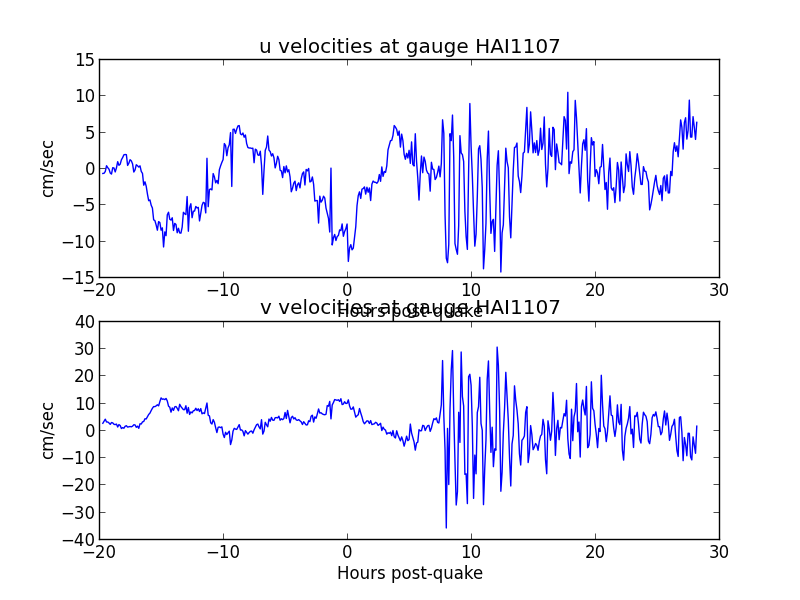 u velocities at gauge HAI1107
15
10
5
0
−5
−10
−15
cm/sec
−20 −10 0 10 20 30
Hours post-quake
v velocities at gauge HAI1107
40
30
20
10
0
−10
−20
−30
−40
cm/sec
−20 −10 0 10 20 30
Hours post-quake